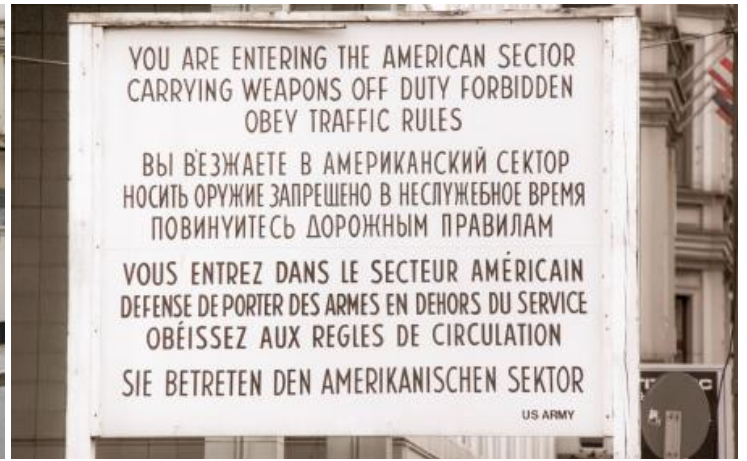 YOU ARE ENTERING THE AMERICAN SECTOR
CARRYING WEAPONS OFF DUTY FORBIDDEN
OBEY TRAFFIC RULES
ВЫ В'ЕЗЖАЕТЕ В АМЕРИКАНСКИЙ СЕКТОР
НОСИТЬ ОРУЖИЕ ЗАПРЕЩЕНО В НЕСЛУЖЕБНОЕ ВРЕМЯ
ПОВИНУЙТЕСЬ ДОРОЖНЫМ ПРАВИЛАМ
VOUS ENTREZ DANS LE SECTEUR AMÉRICAIN
DEFENSE DE PORTER DES ARMES EN DEHORS DU SERVICE
OBÉISSEZ AUX REGLES DE CIRCULATION
SIE BETRETEN DEN AMERIKANISCHEN SEKTOR
US ARMY